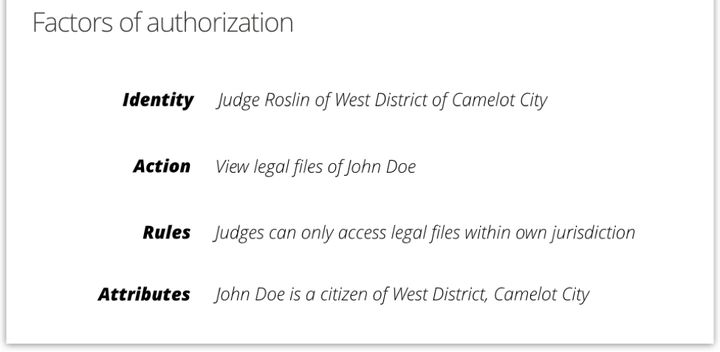 Factors of authorization
Identity Judge Roslin of West District of Camelot City
Action View legal files of John Doe
Rules Judges can only access legal files within own jurisdiction
Attributes John Doe is a citizen of West District, Camelot City